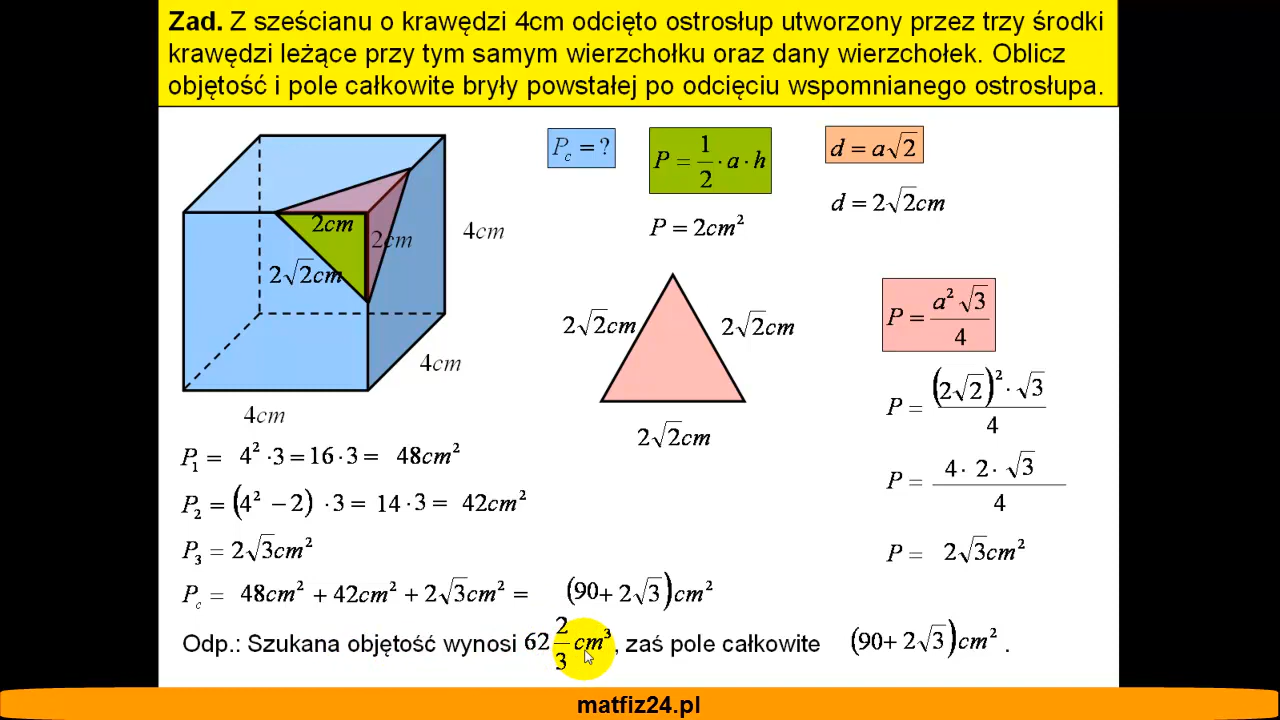 Zad. Z sześcianu o krawędzi 4cm odcięto ostrosłup utworzony przez trzy środki
krawędzi leżące przy tym samym wierzchołku oraz dany wierzchołek. Oblicz
objętość i pole całkowite bryły powstałej po odcięciu wspomnianego ostrosłupa.
P_c = ?
P = 1/2 · a · h
d = a√2
P = 2cm²
d = 2√2cm
2cm
2cm
2√2cm
4cm
4cm
4cm
2√2cm
2√2cm
2√2cm
P = a²√3/4
P = (2√2)² · √3/4
P = 4 · 2 · √3/4
P = 2√3cm²
P₁ = 4² ·3 = 16 ·3 = 48cm²
P₂ = (4² − 2) ·3 = 14 ·3 = 42cm²
P₃ = 2√3cm²
P_c = 48cm² + 42cm² + 2√3cm² = (90+ 2√3)cm²
Odp.: Szukana objętość wynosi 62 2/3 cm³, zaś pole całkowite (90+ 2√3)cm² .
matfiz24.pl